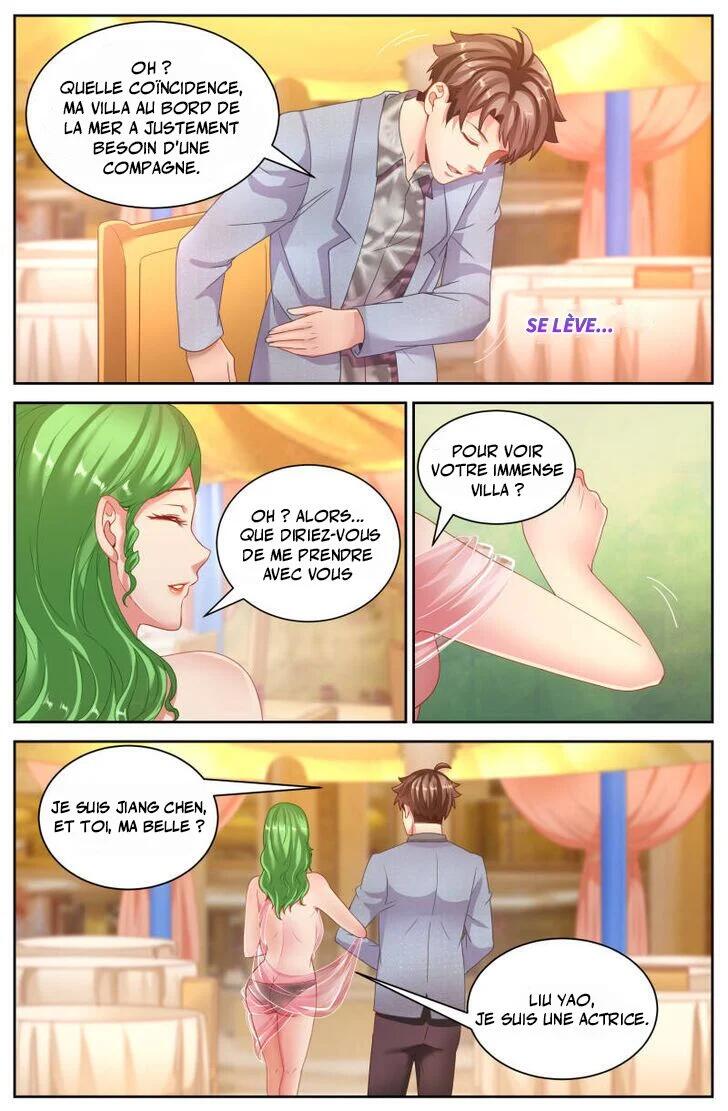 OH ?
QUELLE COÏNCIDENCE,
MA VILLA AU BORD DE
LA MER A JUSTEMENT
BESOIN D'UNE
COMPAGNE.
SE LÈVE...
OH ? ALORS...
QUE DIRIEZ-VOUS
DE ME PRENDRE
AVEC VOUS
POUR VOIR
VOTRE IMMENSE
VILLA ?
JE SUIS JIANG CHEN,
ET TOI, MA BELLE ?
LIU YAO,
JE SUIS UNE ACTRICE.